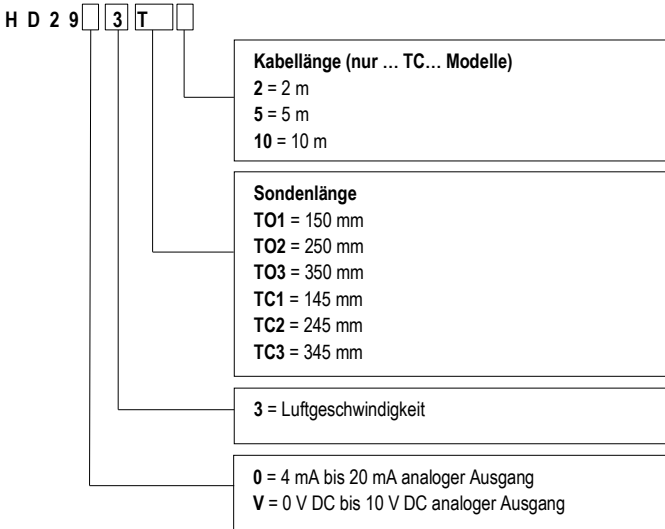 H D 2 9 3 T
Kabellänge (nur … TC… Modelle)
2 = 2 m
5 = 5 m
10 = 10 m
Sondenlänge
TO1 = 150 mm
TO2 = 250 mm
TO3 = 350 mm
TC1 = 145 mm
TC2 = 245 mm
TC3 = 345 mm
3 = Luftgeschwindigkeit
0 = 4 mA bis 20 mA analoger Ausgang
V = 0 V DC bis 10 V DC analoger Ausgang